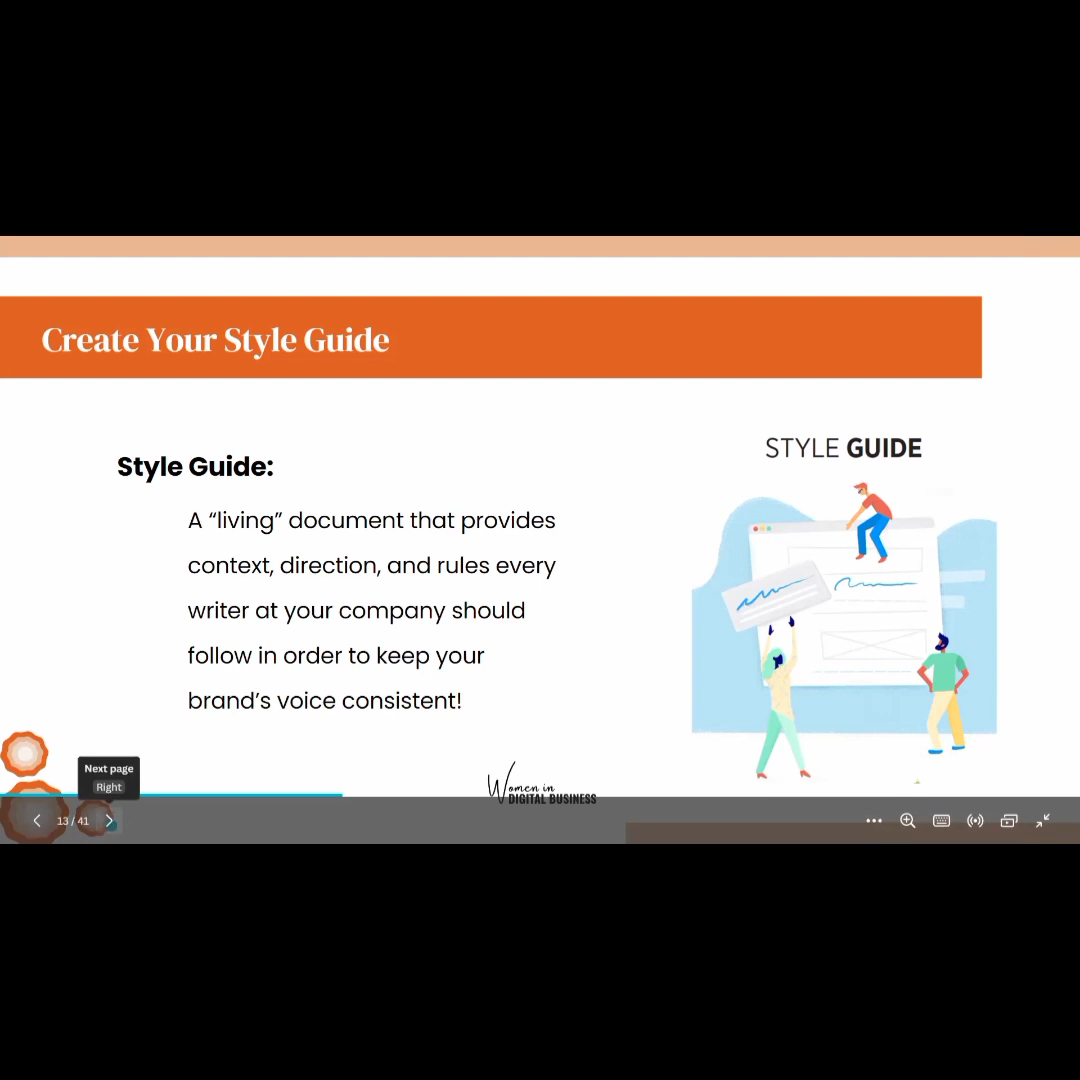 Create Your Style Guide
Style Guide:
A “living” document that provides
context, direction, and rules every
writer at your company should
follow in order to keep your
brand’s voice consistent!
STYLE GUIDE
Women in
DIGITAL BUSINESS
Next page
Right
13 / 41